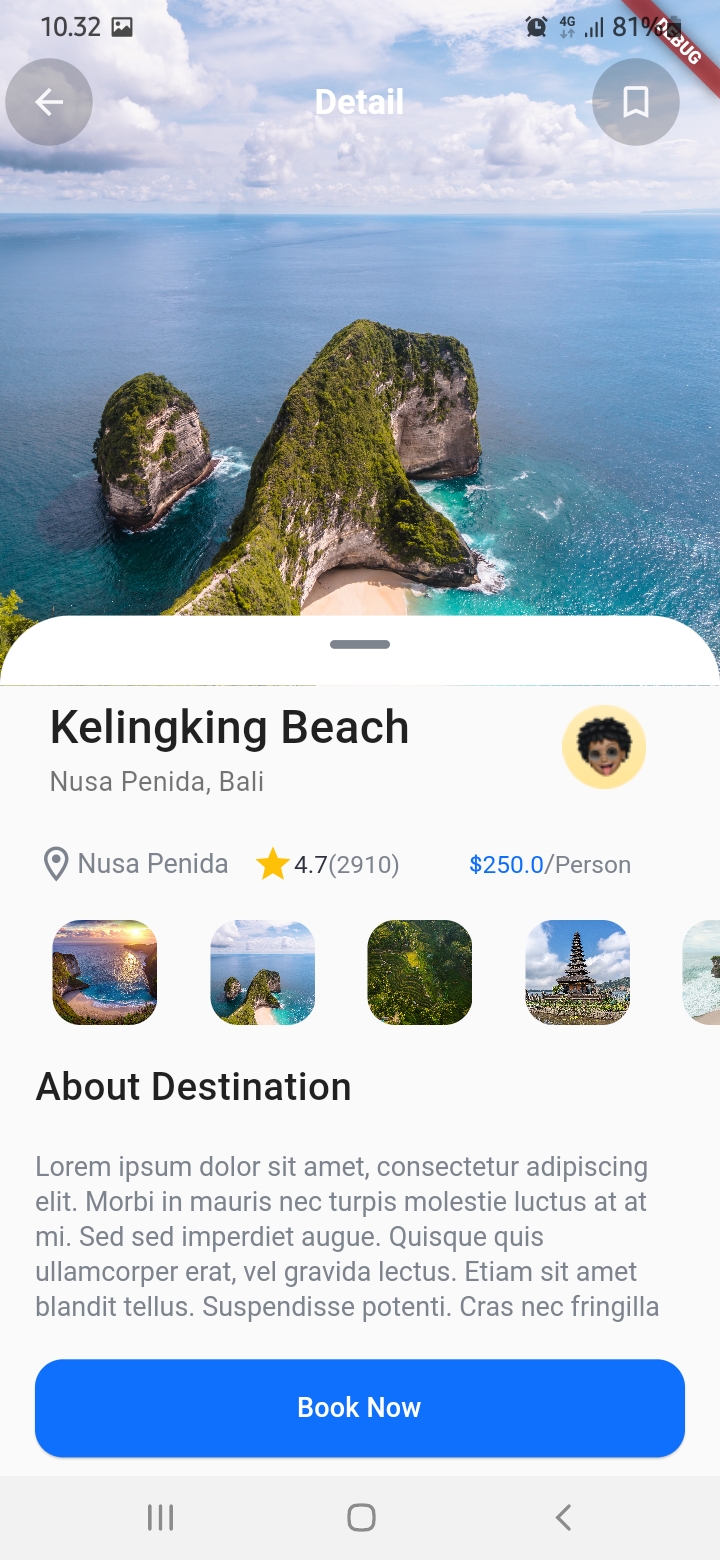 10.32 4G 81%
DEBUG
Detail
Kelingking Beach
Nusa Penida, Bali
Nusa Penida 4.7(2910) $250.0/Person
About Destination
Lorem ipsum dolor sit amet, consectetur adipiscing
elit. Morbi in mauris nec turpis molestie luctus at at
mi. Sed sed imperdiet augue. Quisque quis
ullamcorper erat, vel gravida lectus. Etiam sit amet
blandit tellus. Suspendisse potenti. Cras nec fringilla
Book Now